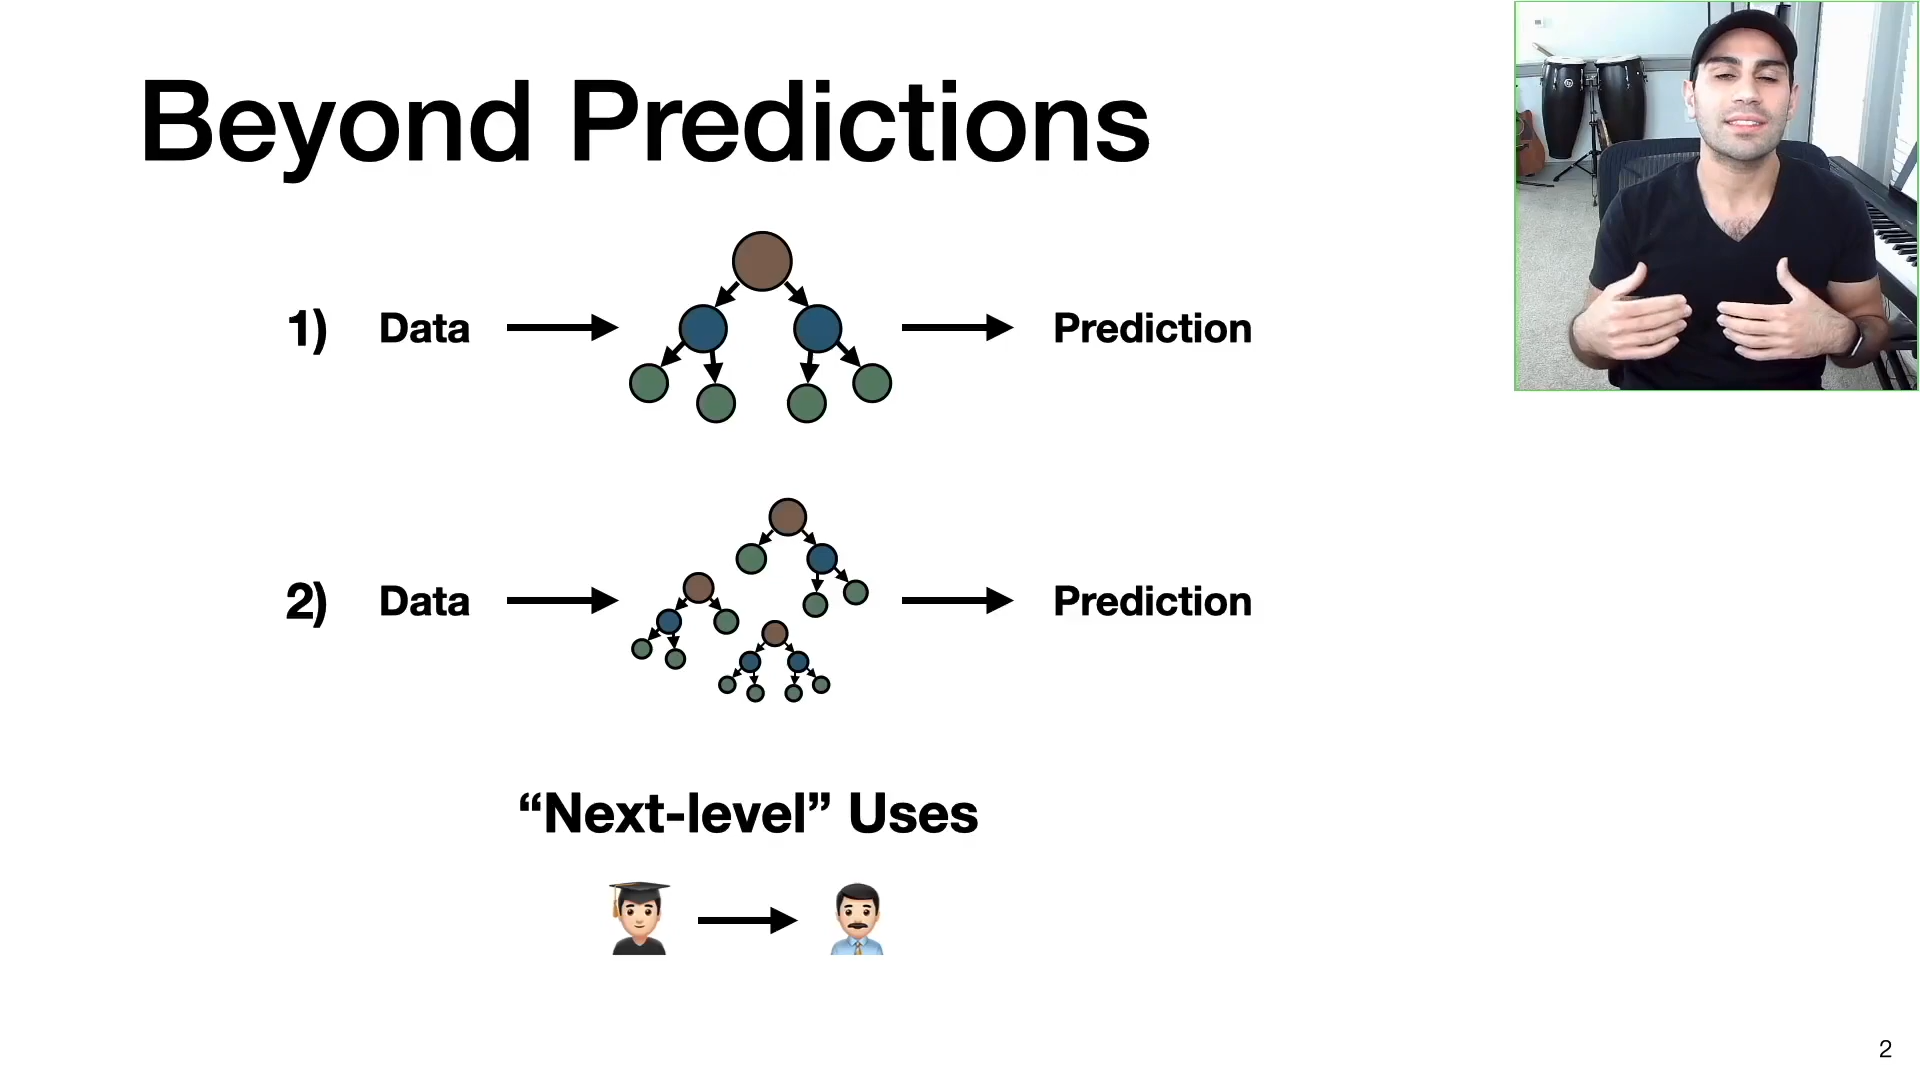 Beyond Predictions
1) Data Prediction
2) Data Prediction
“Next-level” Uses
2